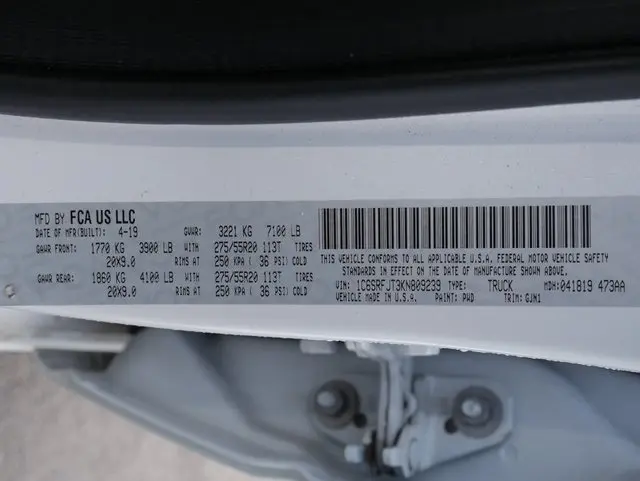 MFD BY FCA US LLC
DATE OF MFR(BUILT): 4-19 GVWR: 3221 KG 7100 LB
GAWR FRONT: 1770 KG 3900 LB WITH 275/55R20 113T TIRES
20X9.0 RIMS AT 250 KPA ( 36 PSI) COLD
GAWR REAR: 1860 KG 4100 LB WITH 275/55R20 113T TIRES
20X9.0 RIMS AT 250 KPA ( 36 PSI) COLD
THIS VEHICLE CONFORMS TO ALL APPLICABLE U.S.A. FEDERAL MOTOR VEHICLE SAFETY
STANDARDS IN EFFECT ON THE DATE OF MANUFACTURE SHOWN ABOVE.
VIN: 1C6SRFJT3KN809239 TYPE: TRUCK MDH: 041819 473AA
MADE IN U.S.A. PAINT: PWD TRIM: GJN1